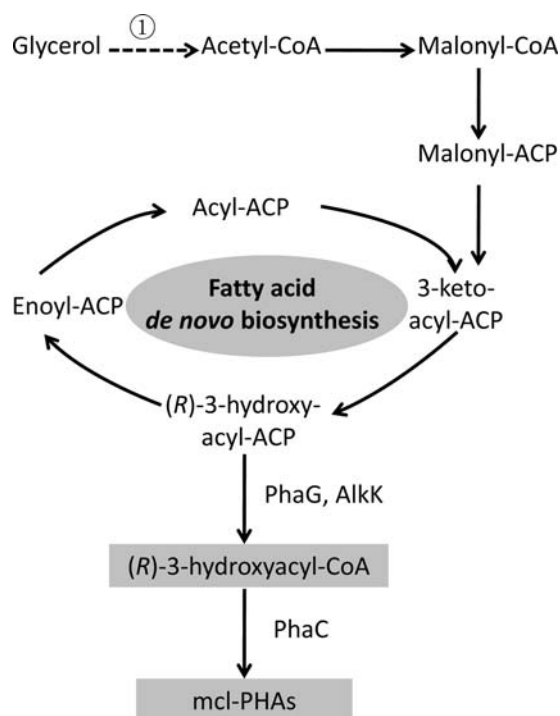 ①
Glycerol
Acetyl-CoA
Malonyl-CoA
Malonyl-ACP
Acyl-ACP
Fatty acid
de novo biosynthesis
3-keto-
acyl-ACP
Enoyl-ACP
(R)-3-hydroxy-
acyl-ACP
PhaG, AlkK
(R)-3-hydroxyacyl-CoA
PhaC
mcl-PHAs